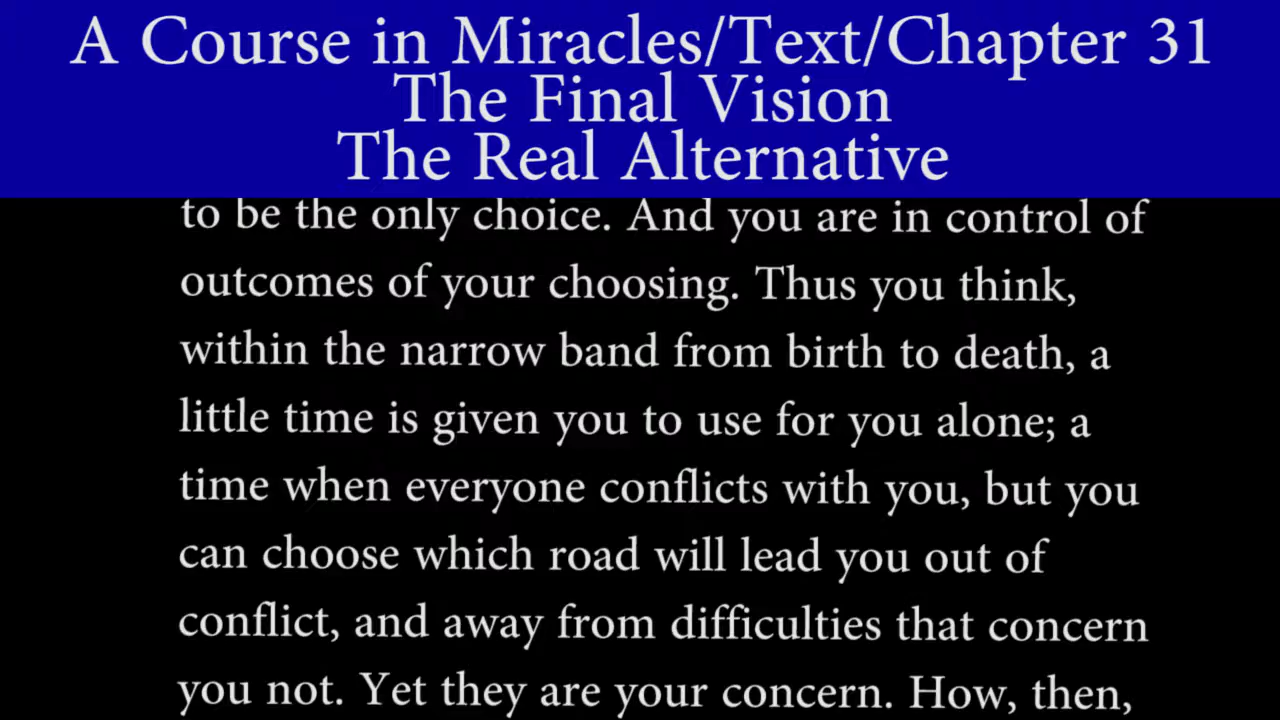 A Course in Miracles/Text/Chapter 31
The Final Vision
The Real Alternative
to be the only choice. And you are in control of
outcomes of your choosing. Thus you think,
within the narrow band from birth to death, a
little time is given you to use for you alone; a
time when everyone conflicts with you, but you
can choose which road will lead you out of
conflict, and away from difficulties that concern
you not. Yet they are your concern. How, then,